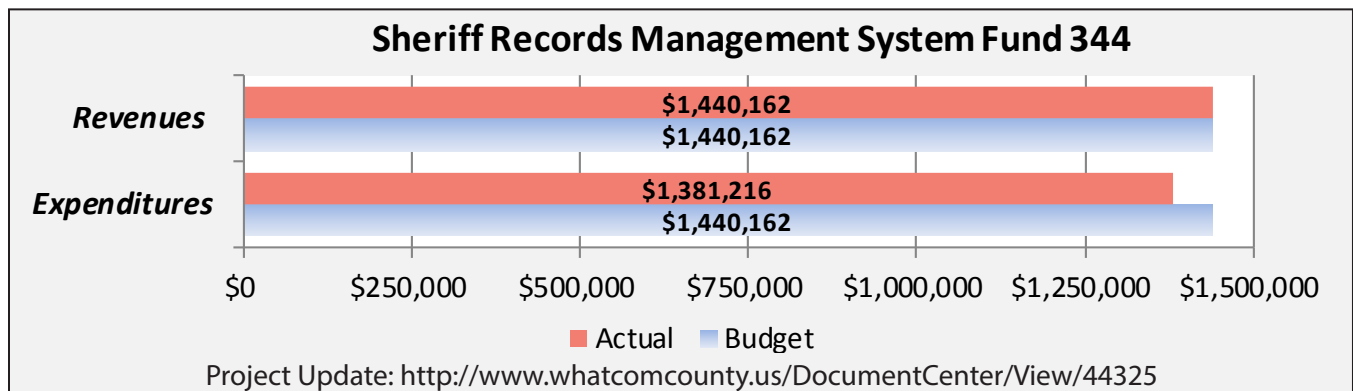 Sheriff Records Management System Fund 344
Revenues
$1,440,162
$1,440,162
Expenditures
$1,381,216
$1,440,162
$0 $250,000 $500,000 $750,000 $1,000,000 $1,250,000 $1,500,000
Actual Budget
Project Update: http://www.whatcomcounty.us/DocumentCenter/View/44325